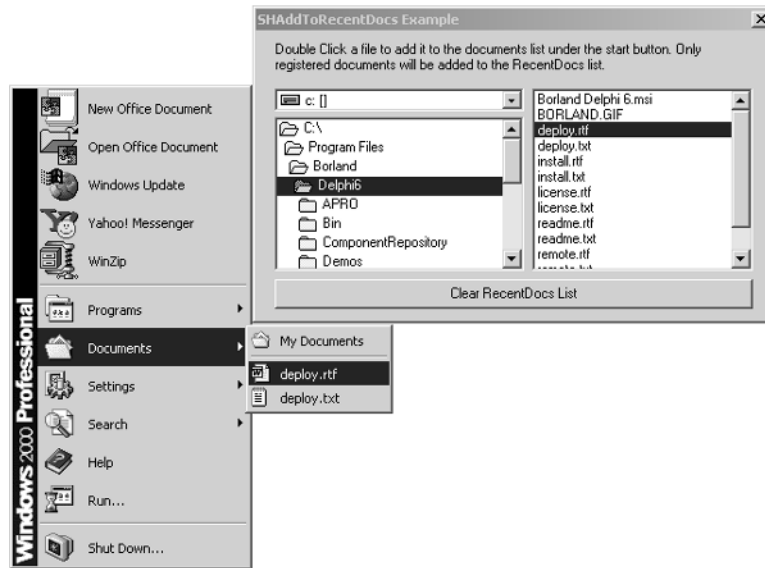 SHAddToRecentDocs Example
Double Click a file to add it to the documents list under the start button. Only
registered documents will be added to the RecentDocs list.
c: []
C:\
Program Files
Borland
Delphi6
APRO
Bin
ComponentRepository
Demos
Borland Delphi 6.msi
BORLAND.GIF
deploy.rtf
deploy.txt
install.rtf
install.txt
license.rtf
license.txt
readme.rtf
readme.txt
remote.rtf
remote.txt
Clear RecentDocs List
Windows 2000 Professional
New Office Document
Open Office Document
Windows Update
Yahoo! Messenger
WinZip
Programs
Documents
Settings
Search
Help
Run...
Shut Down...
My Documents
deploy.rtf
deploy.txt